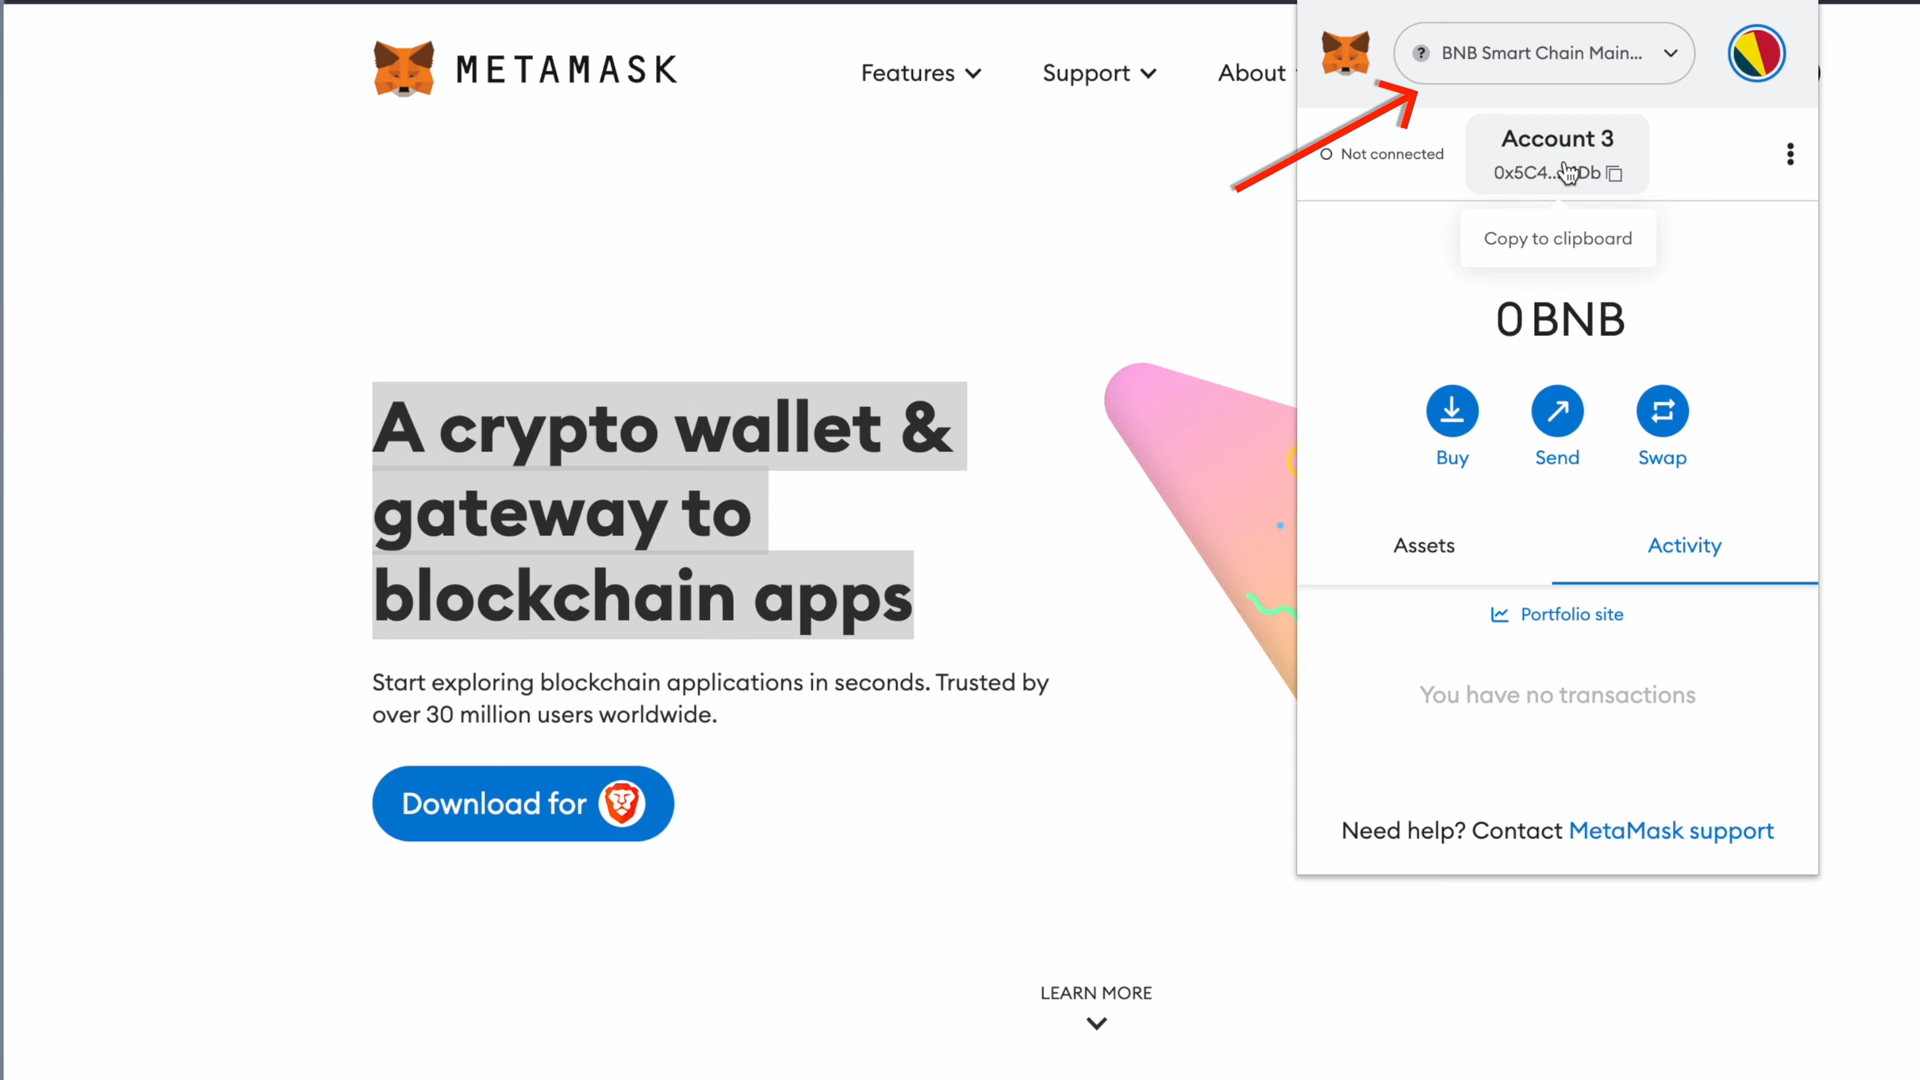 METAMASK
Features
Support
About
BNB Smart Chain Main...
Not connected
Account 3
0x5C4... Db
Copy to clipboard
0 BNB
Buy
Send
Swap
Assets
Activity
Portfolio site
You have no transactions
Need help? Contact MetaMask support
A crypto wallet &
gateway to
blockchain apps
Start exploring blockchain applications in seconds. Trusted by
over 30 million users worldwide.
Download for
LEARN MORE